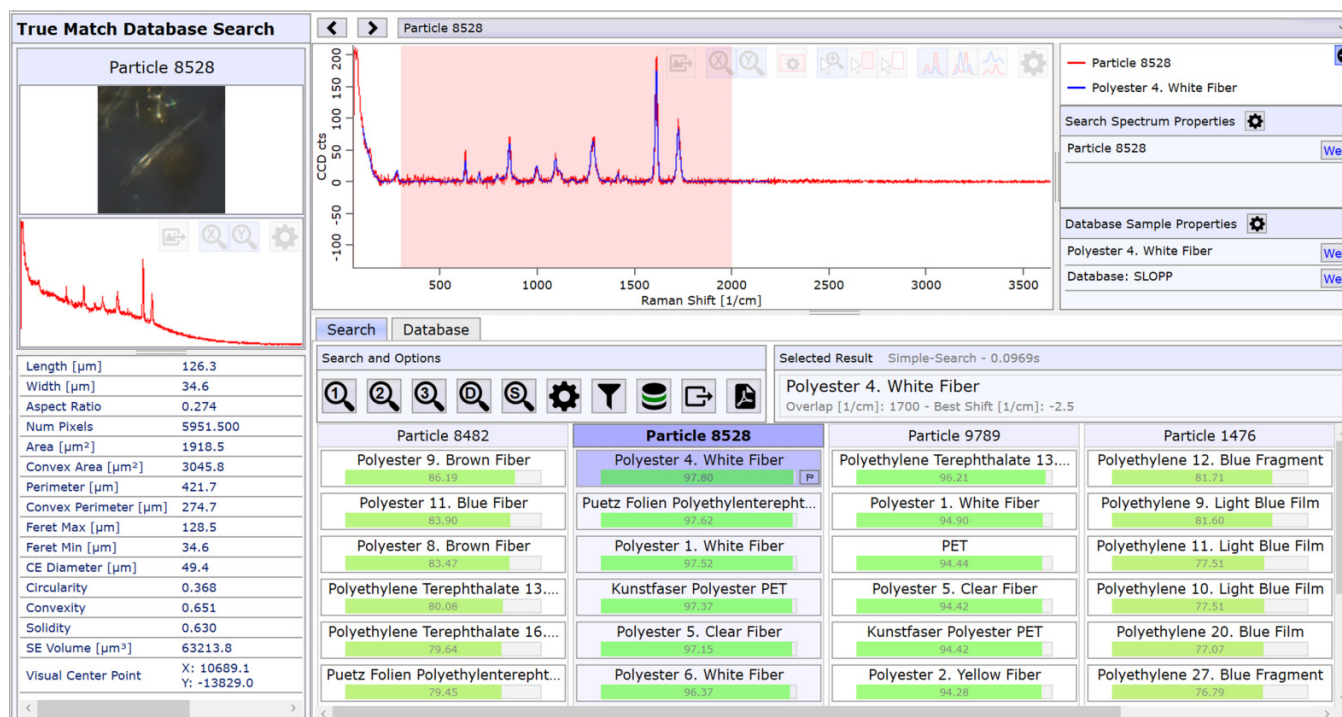 True Match Database Search
Particle 8528
Length [µm] 126.3
Width [µm] 34.6
Aspect Ratio 0.274
Num Pixels 5951.500
Area [µm²] 1918.5
Convex Area [µm²] 3045.8
Perimeter [µm] 421.7
Convex Perimeter [µm] 274.7
Feret Max [µm] 128.5
Feret Min [µm] 34.6
CE Diameter [µm] 49.4
Circularity 0.368
Convexity 0.651
Solidity 0.630
SE Volume [µm³] 63213.8
Visual Center Point X: 10689.1
Y: -13829.0
Particle 8528
CCD cts
200
150
100
50
0
-50
-100
500 1000 1500 2000 2500 3000 3500
Raman Shift [1/cm]
X Y
X Y
Particle 8528
Polyester 4. White Fiber
Search Spectrum Properties
Particle 8528 We
Database Sample Properties
Polyester 4. White Fiber We
Database: SLOPP We
Search Database
Search and Options
1 2 3 D S
Selected Result Simple-Search - 0.0969s
Polyester 4. White Fiber
Overlap [1/cm]: 1700 - Best Shift [1/cm]: -2.5
Particle 8482
Polyester 9. Brown Fiber
86.19
Polyester 11. Blue Fiber
83.90
Polyester 8. Brown Fiber
83.47
Polyethylene Terephthalate 13....
80.08
Polyethylene Terephthalate 16....
79.64
Puetz Folien Polyethylenterepht...
79.45
Particle 8528
Polyester 4. White Fiber
97.80
Puetz Folien Polyethylenterepht...
97.62
Polyester 1. White Fiber
97.52
Kunstfaser Polyester PET
97.37
Polyester 5. Clear Fiber
97.15
Polyester 6. White Fiber
96.37
Particle 9789
Polyethylene Terephthalate 13....
96.21
Polyester 1. White Fiber
94.90
PET
94.44
Polyester 5. Clear Fiber
94.42
Kunstfaser Polyester PET
94.42
Polyester 2. Yellow Fiber
94.28
Particle 1476
Polyethylene 12. Blue Fragment
81.71
Polyethylene 9. Light Blue Film
81.60
Polyethylene 11. Light Blue Film
77.51
Polyethylene 10. Light Blue Film
77.51
Polyethylene 20. Blue Film
77.07
Polyethylene 27. Blue Fragment
76.79